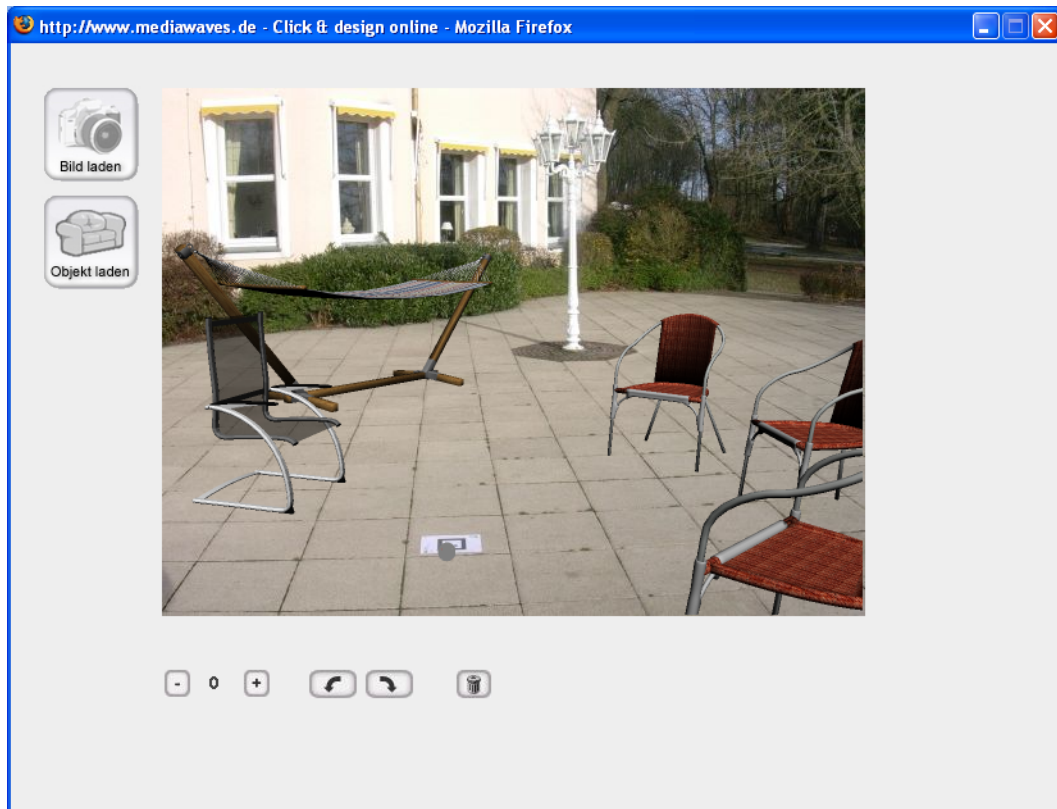 http://www.mediawaves.de - Click & design online - Mozilla Firefox
Bild laden
Objekt laden
- 0 +